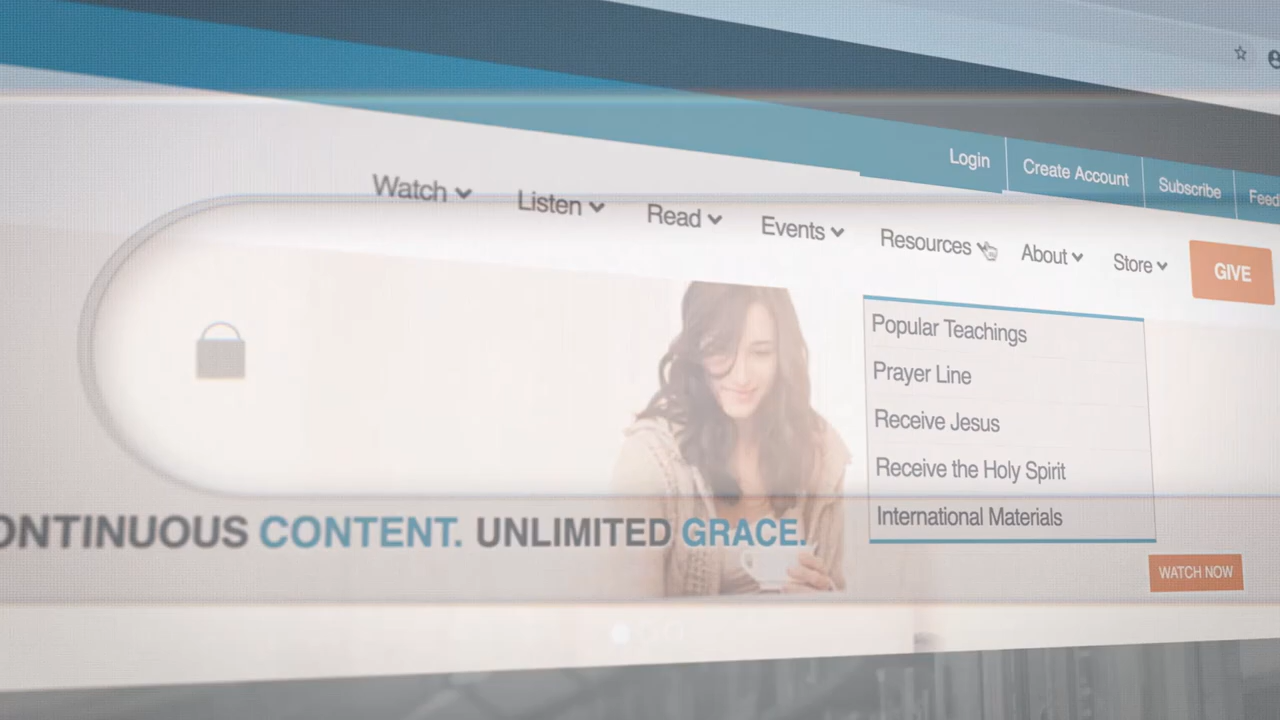 Login
Create Account
Subscribe
Watch
Listen
Read
Events
Resources
About
Store
GIVE
Popular Teachings
Prayer Line
Receive Jesus
Receive the Holy Spirit
International Materials
CONTENT. UNLIMITED GRACE.
WATCH NOW